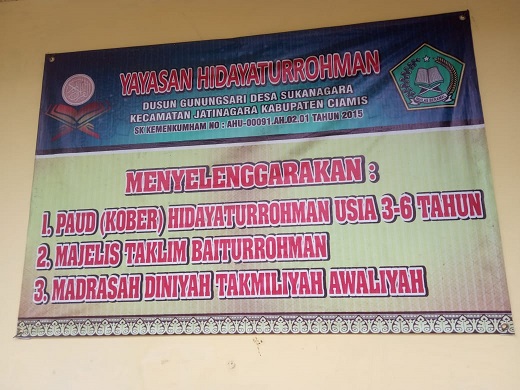 YAYASAN HIDAYATURROHMAN
DUSUN GUNUNGSARI DESA SUKANAGARA
KECAMATAN JATINAGARA KABUPATEN CIAMIS
SK KEMENKUMHAM NO : AHU-00091.AH.02.01 TAHUN 2015
MENYELENGGARAKAN :
1. PAUD (KOBER) HIDAYATURROHMAN USIA 3-6 TAHUN
2. MAJELIS TAKLIM BAITURROHMAN
3. MADRASAH DINIYAH TAKMILIYAH AWALIYAH